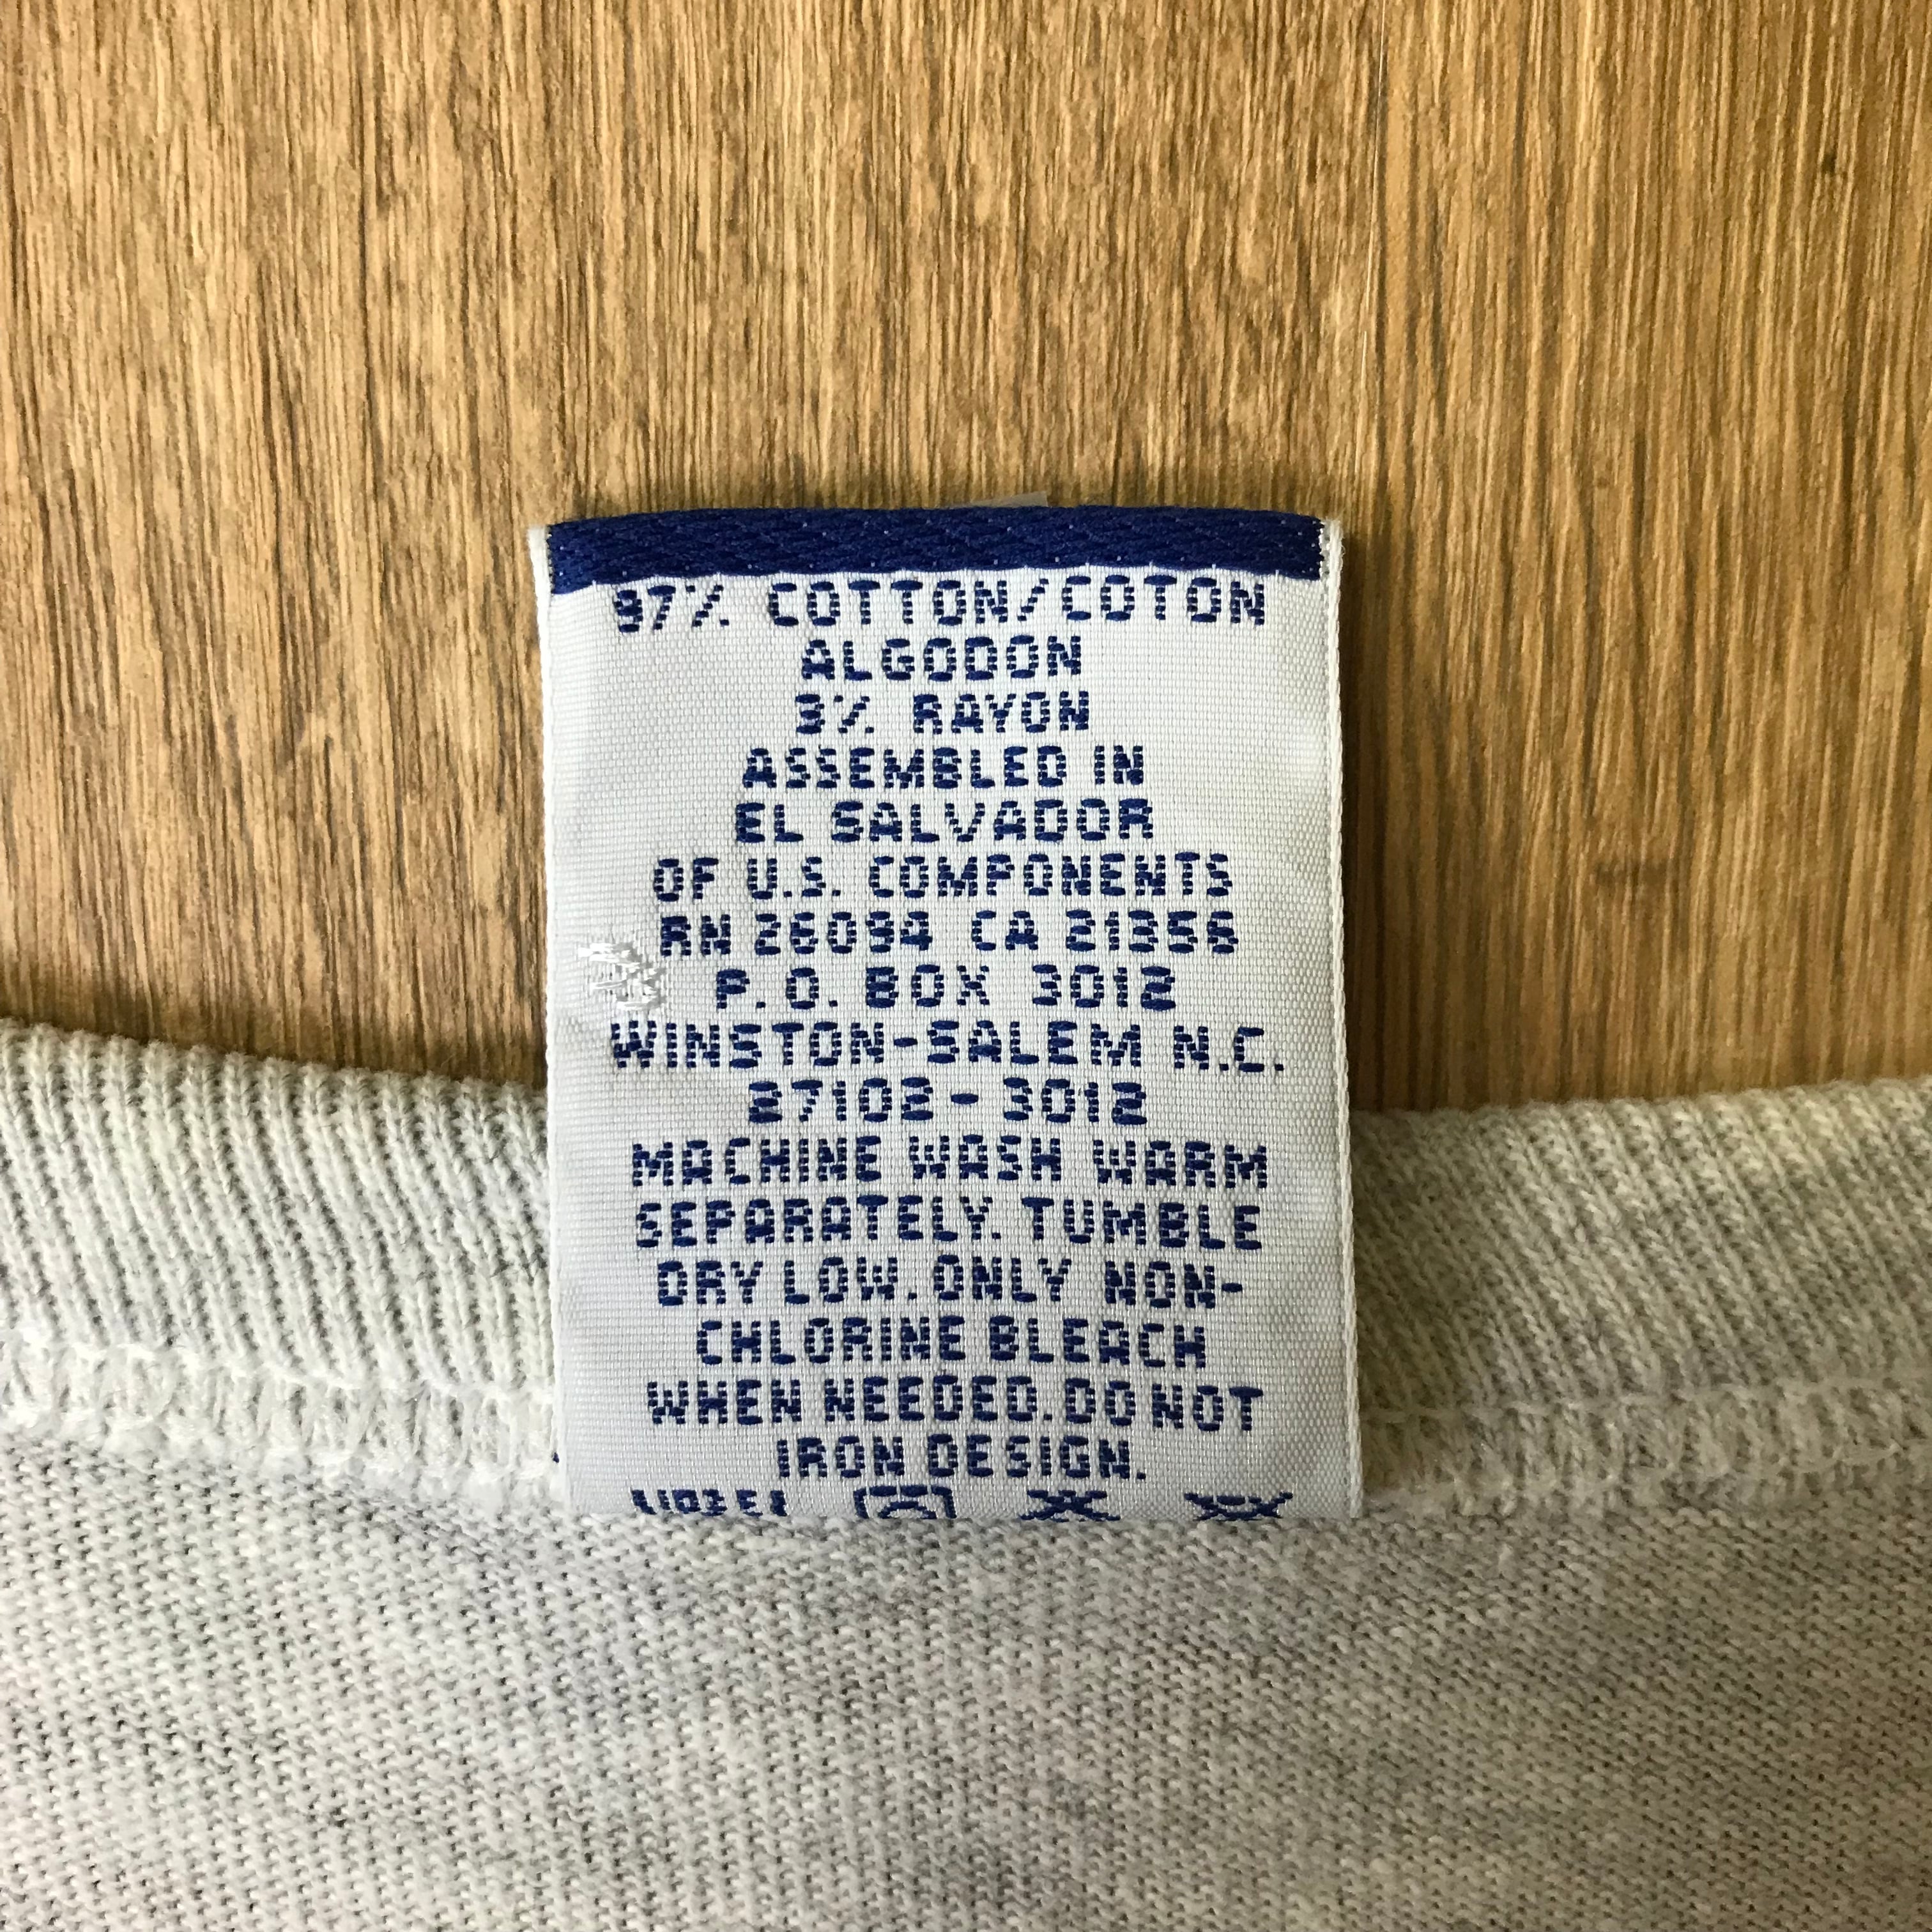 97% COTTON/COTON
ALGODON
3% RAYON
ASSEMBLED IN
EL SALVADOR
OF U.S. COMPONENTS
RN 26094 CA 21356
P.O. BOX 3012
WINSTON-SALEM N.C.
27102-3012
MACHINE WASH WARM
SEPARATELY. TUMBLE
DRY LOW. ONLY NON-
CHLORINE BLEACH
WHEN NEEDED. DO NOT
IRON DESIGN.